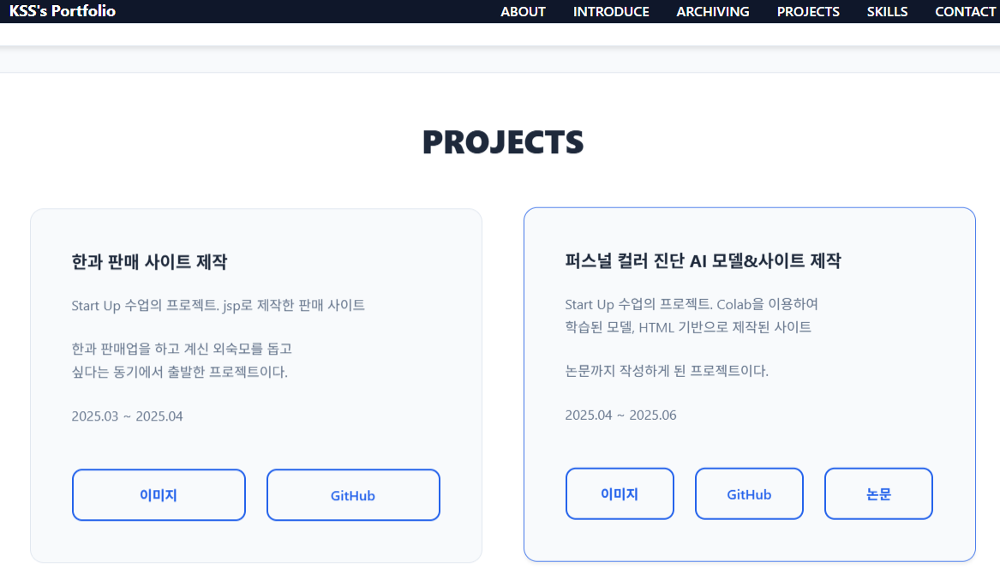 KSS's Portfolio
ABOUT INTRODUCE ARCHIVING PROJECTS SKILLS CONTACT
PROJECTS
한과 판매 사이트 제작
Start Up 수업의 프로젝트. jsp로 제작한 판매 사이트
한과 판매업을 하고 계신 외숙모를 돕고
싶다는 동기에서 출발한 프로젝트이다.
2025.03 ~ 2025.04
이미지 GitHub
퍼스널 컬러 진단 AI 모델&사이트 제작
Start Up 수업의 프로젝트. Colab을 이용하여
학습된 모델, HTML 기반으로 제작된 사이트
논문까지 작성하게 된 프로젝트이다.
2025.04 ~ 2025.06
이미지 GitHub 논문